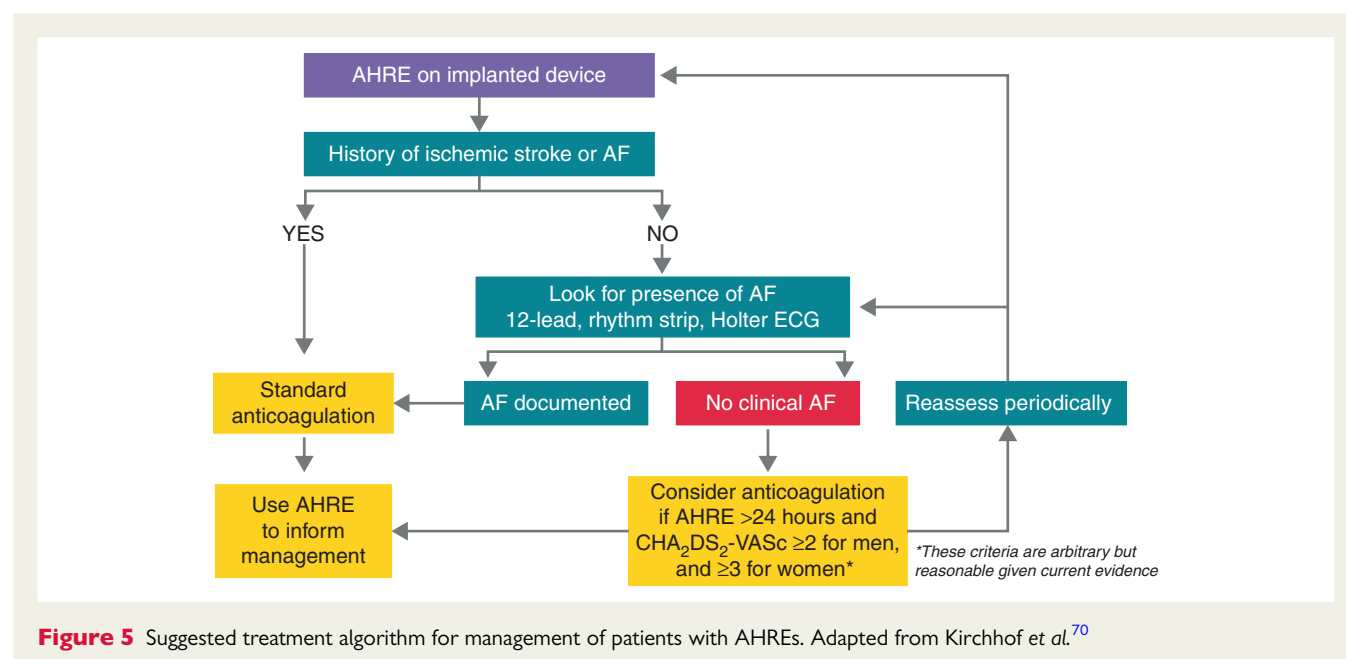 AHRE on implanted device
History of ischemic stroke or AF
YES
NO
Look for presence of AF
12-lead, rhythm strip, Holter ECG
Standard
anticoagulation
AF documented
No clinical AF
Reassess periodically
Use AHRE
to inform
management
Consider anticoagulation
if AHRE >24 hours and
CHA₂DS₂-VASc ≥2 for men,
and ≥3 for women*
*These criteria are arbitrary but
reasonable given current evidence
Figure 5 Suggested treatment algorithm for management of patients with AHREs. Adapted from Kirchhof et al.⁷⁰